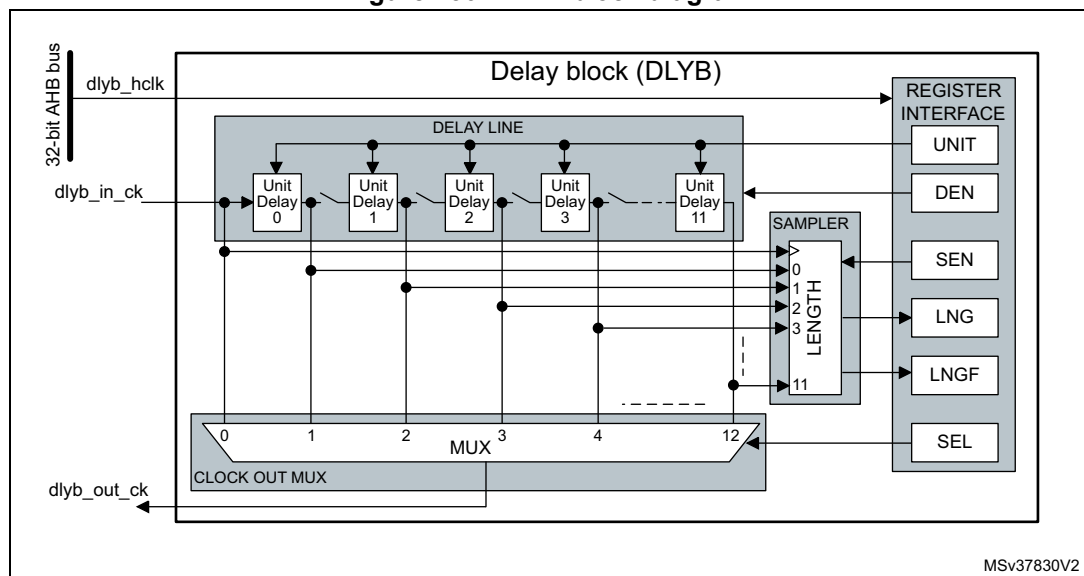 Delay block (DLYB)
32-bit AHB bus
dlyb_hclk
REGISTER
INTERFACE
DELAY LINE
UNIT
dlyb_in_ck
Unit
Delay
0
Unit
Delay
1
Unit
Delay
2
Unit
Delay
3
Unit
Delay
11
DEN
SAMPLER
SEN
0
1
2
3
11
LENGTH
LNG
LNGF
0
1
2
3
4
12
MUX
SEL
CLOCK OUT MUX
dlyb_out_ck
MSv37830V2